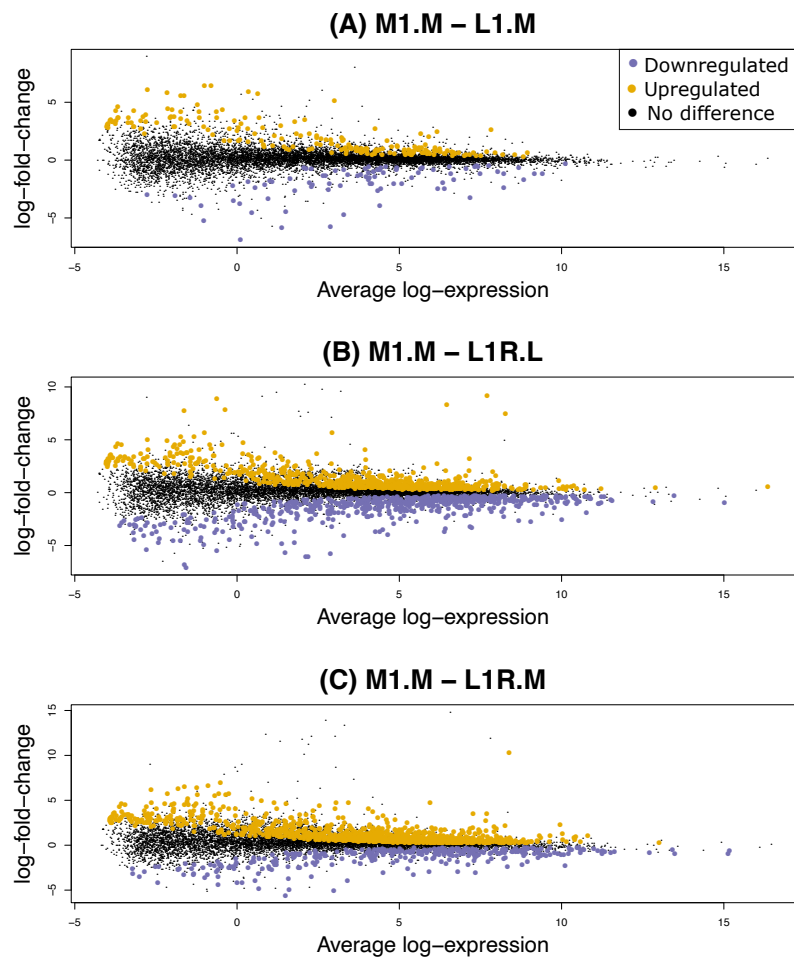 (A) M1.M – L1.M
log−fold−change
5
0
−5
Downregulated
Upregulated
No difference
−5 0 5 10 15
Average log−expression
(B) M1.M – L1R.L
log−fold−change
10
5
0
−5
−5 0 5 10 15
Average log−expression
(C) M1.M – L1R.M
log−fold−change
15
10
5
0
−5
−5 0 5 10 15
Average log−expression